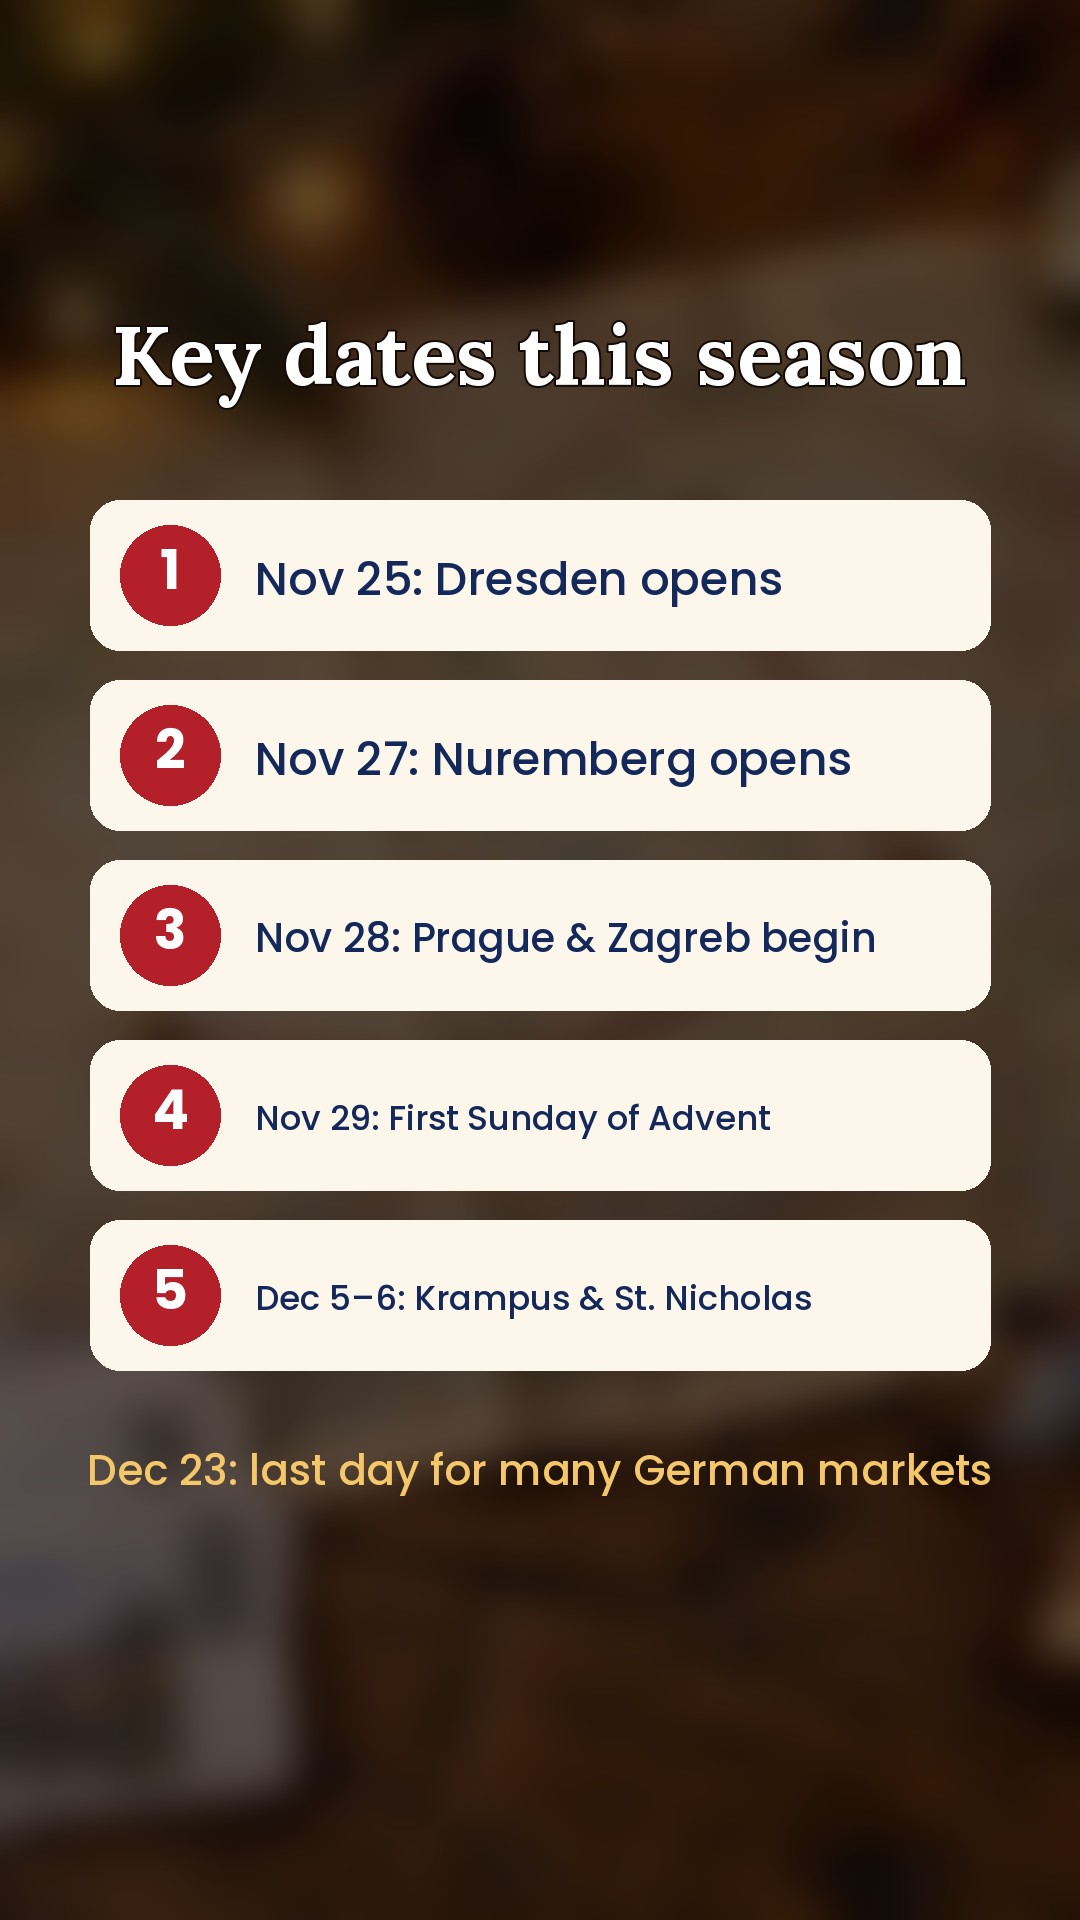 Key dates this season
1
Nov 25: Dresden opens
2
Nov 27: Nuremberg opens
3
Nov 28: Prague & Zagreb begin
4
Nov 29: First Sunday of Advent
5
Dec 5–6: Krampus & St. Nicholas
Dec 23: last day for many German markets